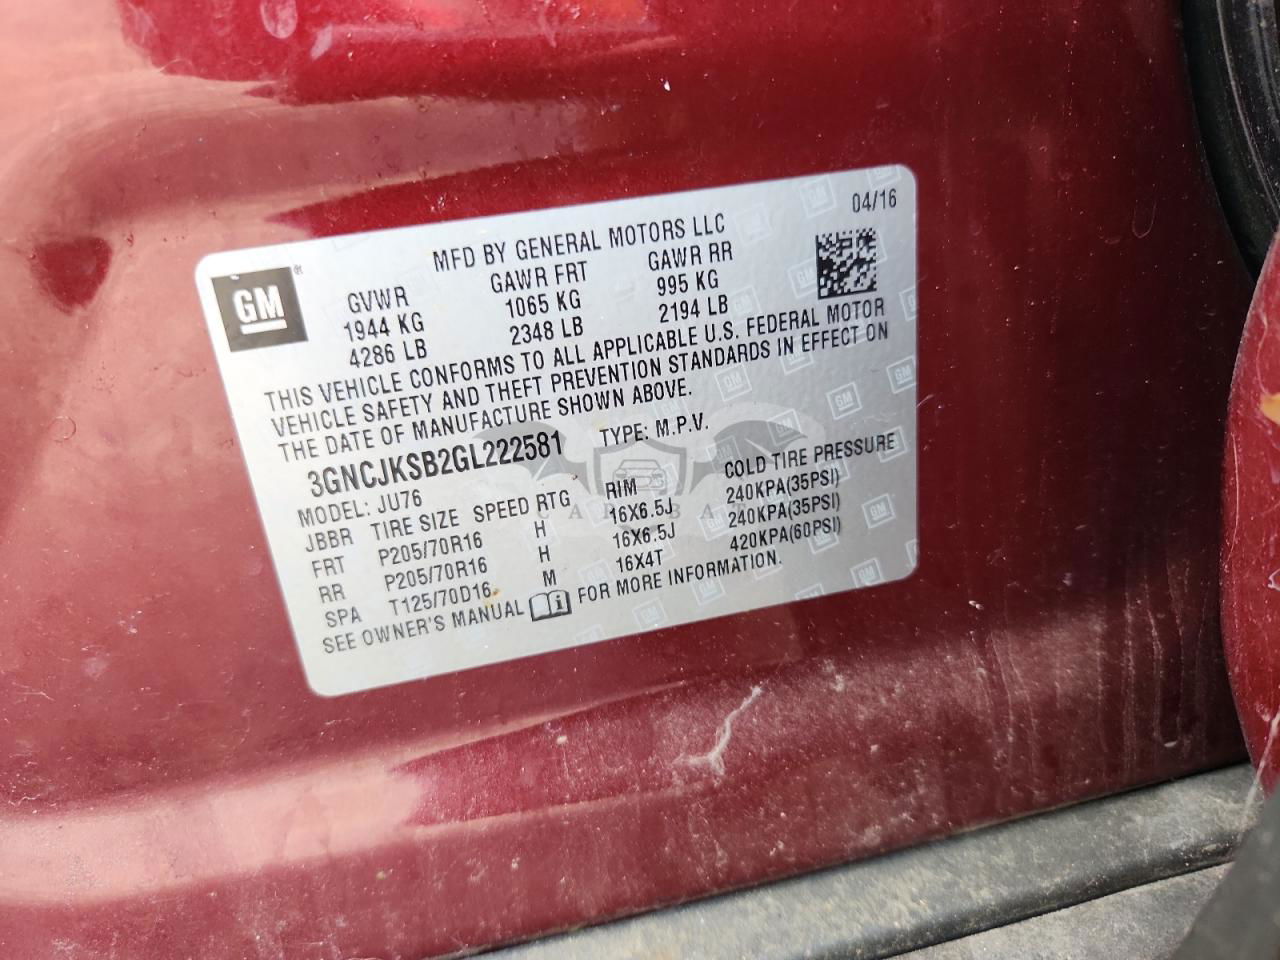 04/16
MFD BY GENERAL MOTORS LLC
GM ®
GVWR GAWR FRT GAWR RR
1944 KG 1065 KG 995 KG
4286 LB 2348 LB 2194 LB
THIS VEHICLE CONFORMS TO ALL APPLICABLE U.S. FEDERAL MOTOR
VEHICLE SAFETY AND THEFT PREVENTION STANDARDS IN EFFECT ON
THE DATE OF MANUFACTURE SHOWN ABOVE.
3GNCJKSB2GL222581 TYPE: M.P.V.
MODEL: JU76
JBBR TIRE SIZE SPEED RTG RIM COLD TIRE PRESSURE
FRT P205/70R16 H 16X6.5J 240KPA(35PSI)
RR P205/70R16 H 16X6.5J 240KPA(35PSI)
SPA T125/70D16 M 16X4T 420KPA(60PSI)
SEE OWNER'S MANUAL FOR MORE INFORMATION.